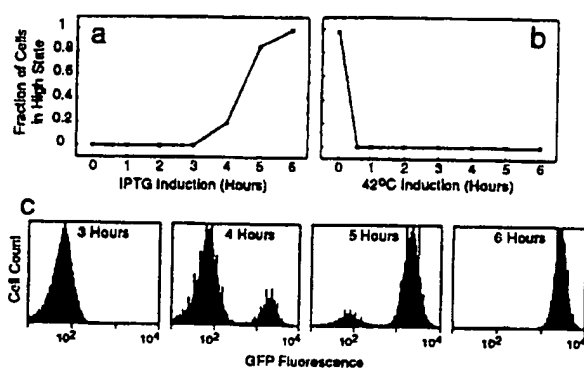 a
b
Fraction of Cells
in High State
1
0.8
0.6
0.4
0.2
0
0 1 2 3 4 5 6
0 1 2 3 4 5 6
IPTG Induction (Hours)
42ºC Induction (Hours)
C
Cell Count
3 Hours
4 Hours
5 Hours
6 Hours
10² 10⁴
10² 10⁴
10² 10⁴
10² 10⁴
GFP Fluorescence